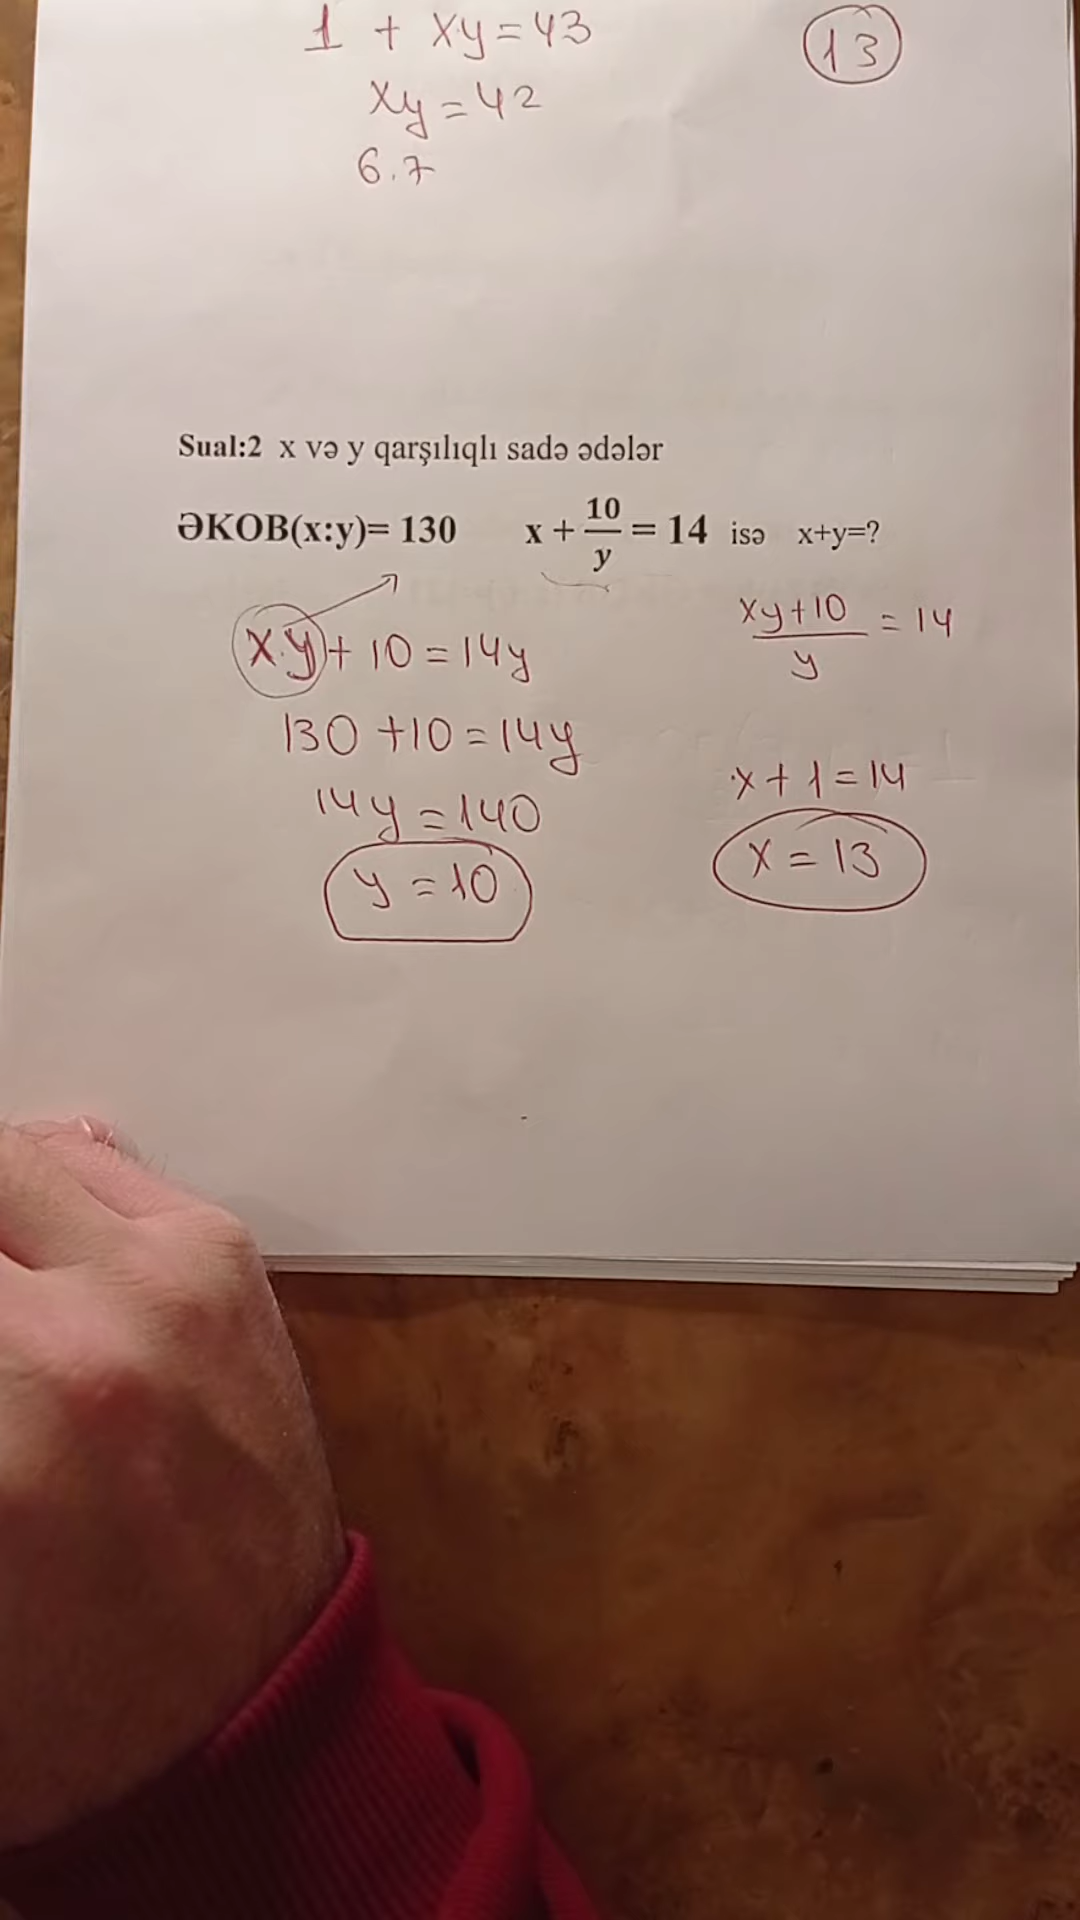 1 + x·y=43
13
xy=42
6.7
Sual:2 x və y qarşılıqlı sadə ədələr
ƏKOB(x:y)= 130 x + 10/y = 14 isə x+y=?
x·y + 10 = 14y
xy+10/y = 14
130 +10 = 14y
x + 1 = 14
14y = 140
x = 13
y = 10